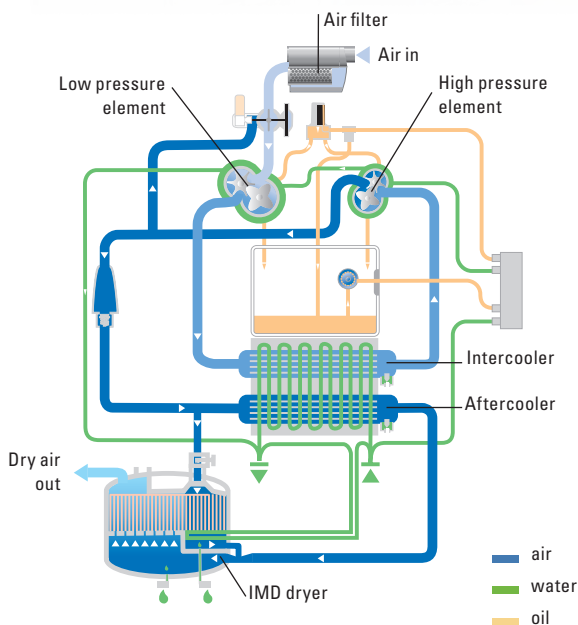 Air filter
Air in
Low pressure
element
High pressure
element
Intercooler
Aftercooler
Dry air
out
IMD dryer
air
water
oil